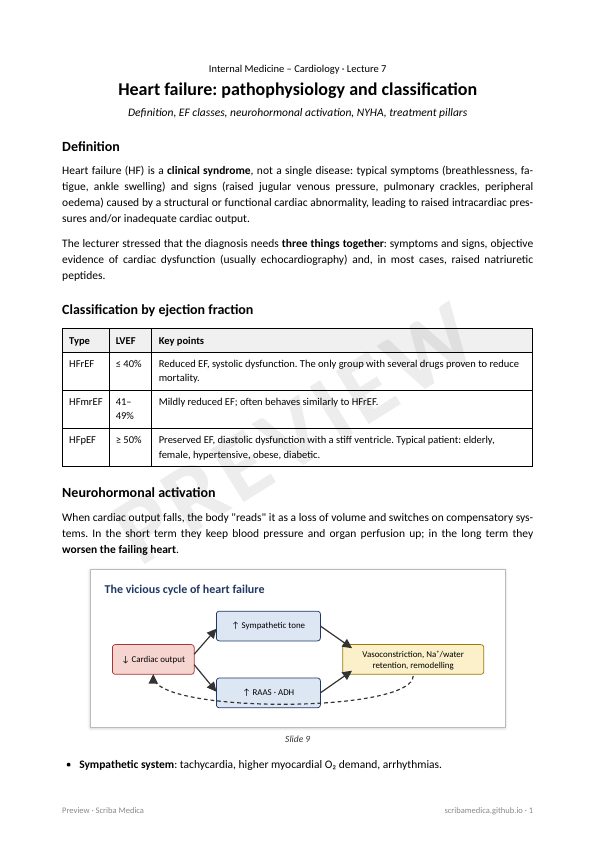 Internal Medicine – Cardiology · Lecture 7
Heart failure: pathophysiology and classification
Definition, EF classes, neurohormonal activation, NYHA, treatment pillars
Definition
Heart failure (HF) is a clinical syndrome, not a single disease: typical symptoms (breathlessness, fa-
tigue, ankle swelling) and signs (raised jugular venous pressure, pulmonary crackles, peripheral
oedema) caused by a structural or functional cardiac abnormality, leading to raised intracardiac pres-
sures and/or inadequate cardiac output.
The lecturer stressed that the diagnosis needs three things together: symptoms and signs, objective
evidence of cardiac dysfunction (usually echocardiography) and, in most cases, raised natriuretic
peptides.
Classification by ejection fraction
Type LVEF Key points
HFrEF ≤ 40% Reduced EF, systolic dysfunction. The only group with several drugs proven to reduce
mortality.
HFmrEF 41–
49% Mildly reduced EF; often behaves similarly to HFrEF.
HFpEF ≥ 50% Preserved EF, diastolic dysfunction with a stiff ventricle. Typical patient: elderly,
female, hypertensive, obese, diabetic.
PREVIEW
Neurohormonal activation
When cardiac output falls, the body "reads" it as a loss of volume and switches on compensatory sys-
tems. In the short term they keep blood pressure and organ perfusion up; in the long term they
worsen the failing heart.
The vicious cycle of heart failure
↑ Sympathetic tone
↓ Cardiac output
Vasoconstriction, Na⁺/water
retention, remodelling
↑ RAAS · ADH
Slide 9
• Sympathetic system: tachycardia, higher myocardial O₂ demand, arrhythmias.
Preview · Scriba Medica
scribamedica.github.io · 1